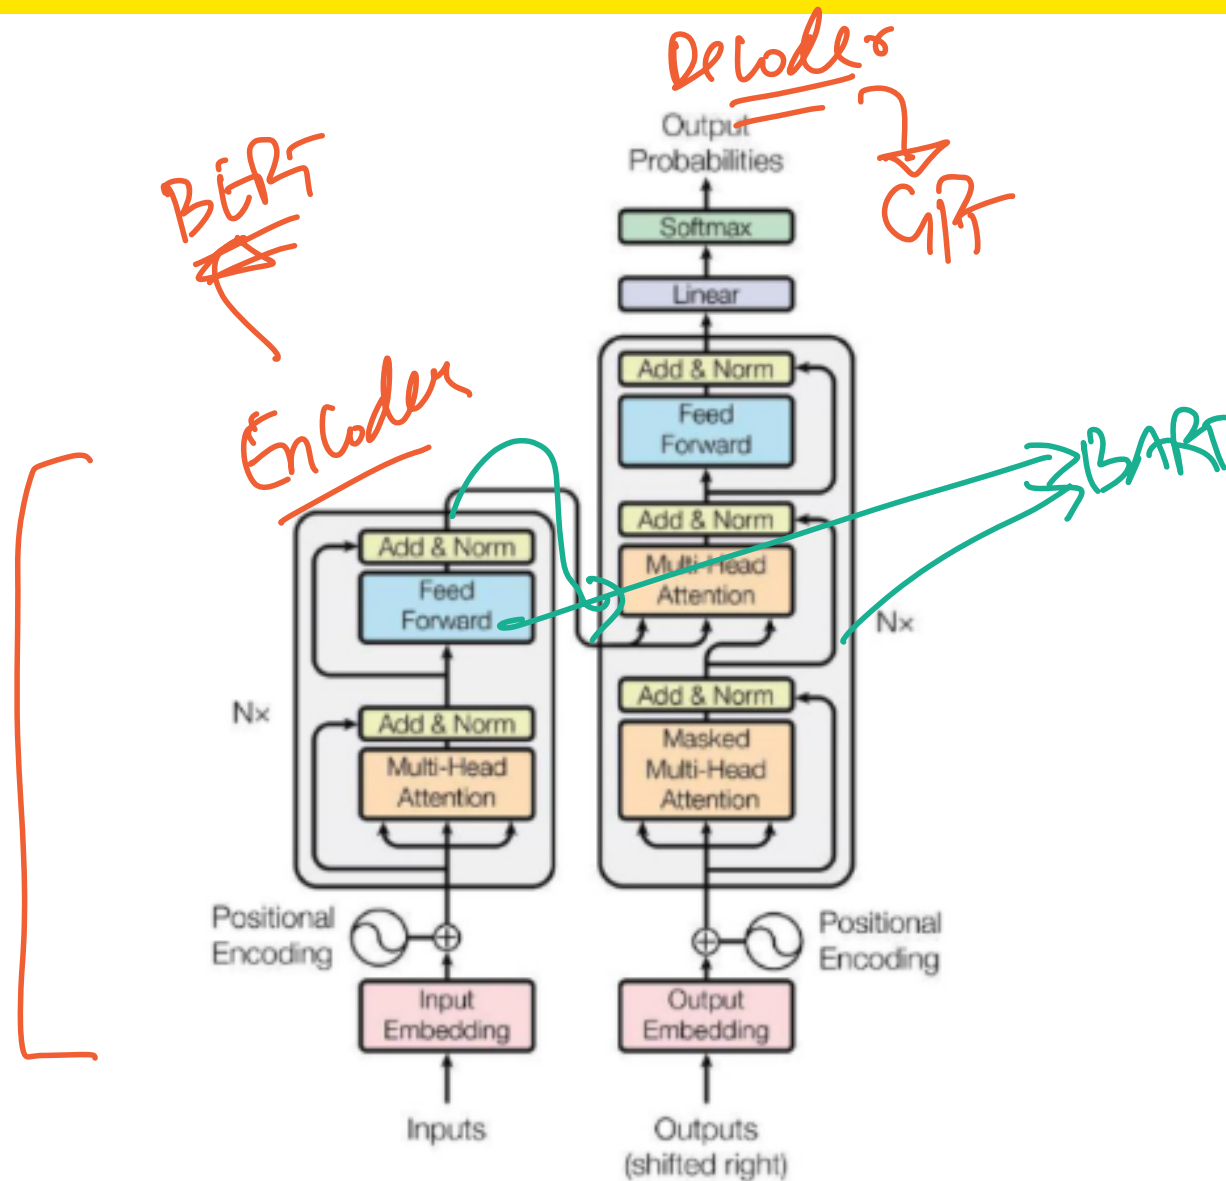 Decoder
Output
Probabilities
BERT
GPT
Softmax
Linear
Add & Norm
Feed
Forward
Encoder
BART
Add & Norm
Multi-Head
Attention
Add & Norm
Feed
Forward
Nx
Add & Norm
Masked
Multi-Head
Attention
Nx
Add & Norm
Multi-Head
Attention
Positional
Encoding
Positional
Encoding
Input
Embedding
Output
Embedding
Inputs
Outputs
(shifted right)